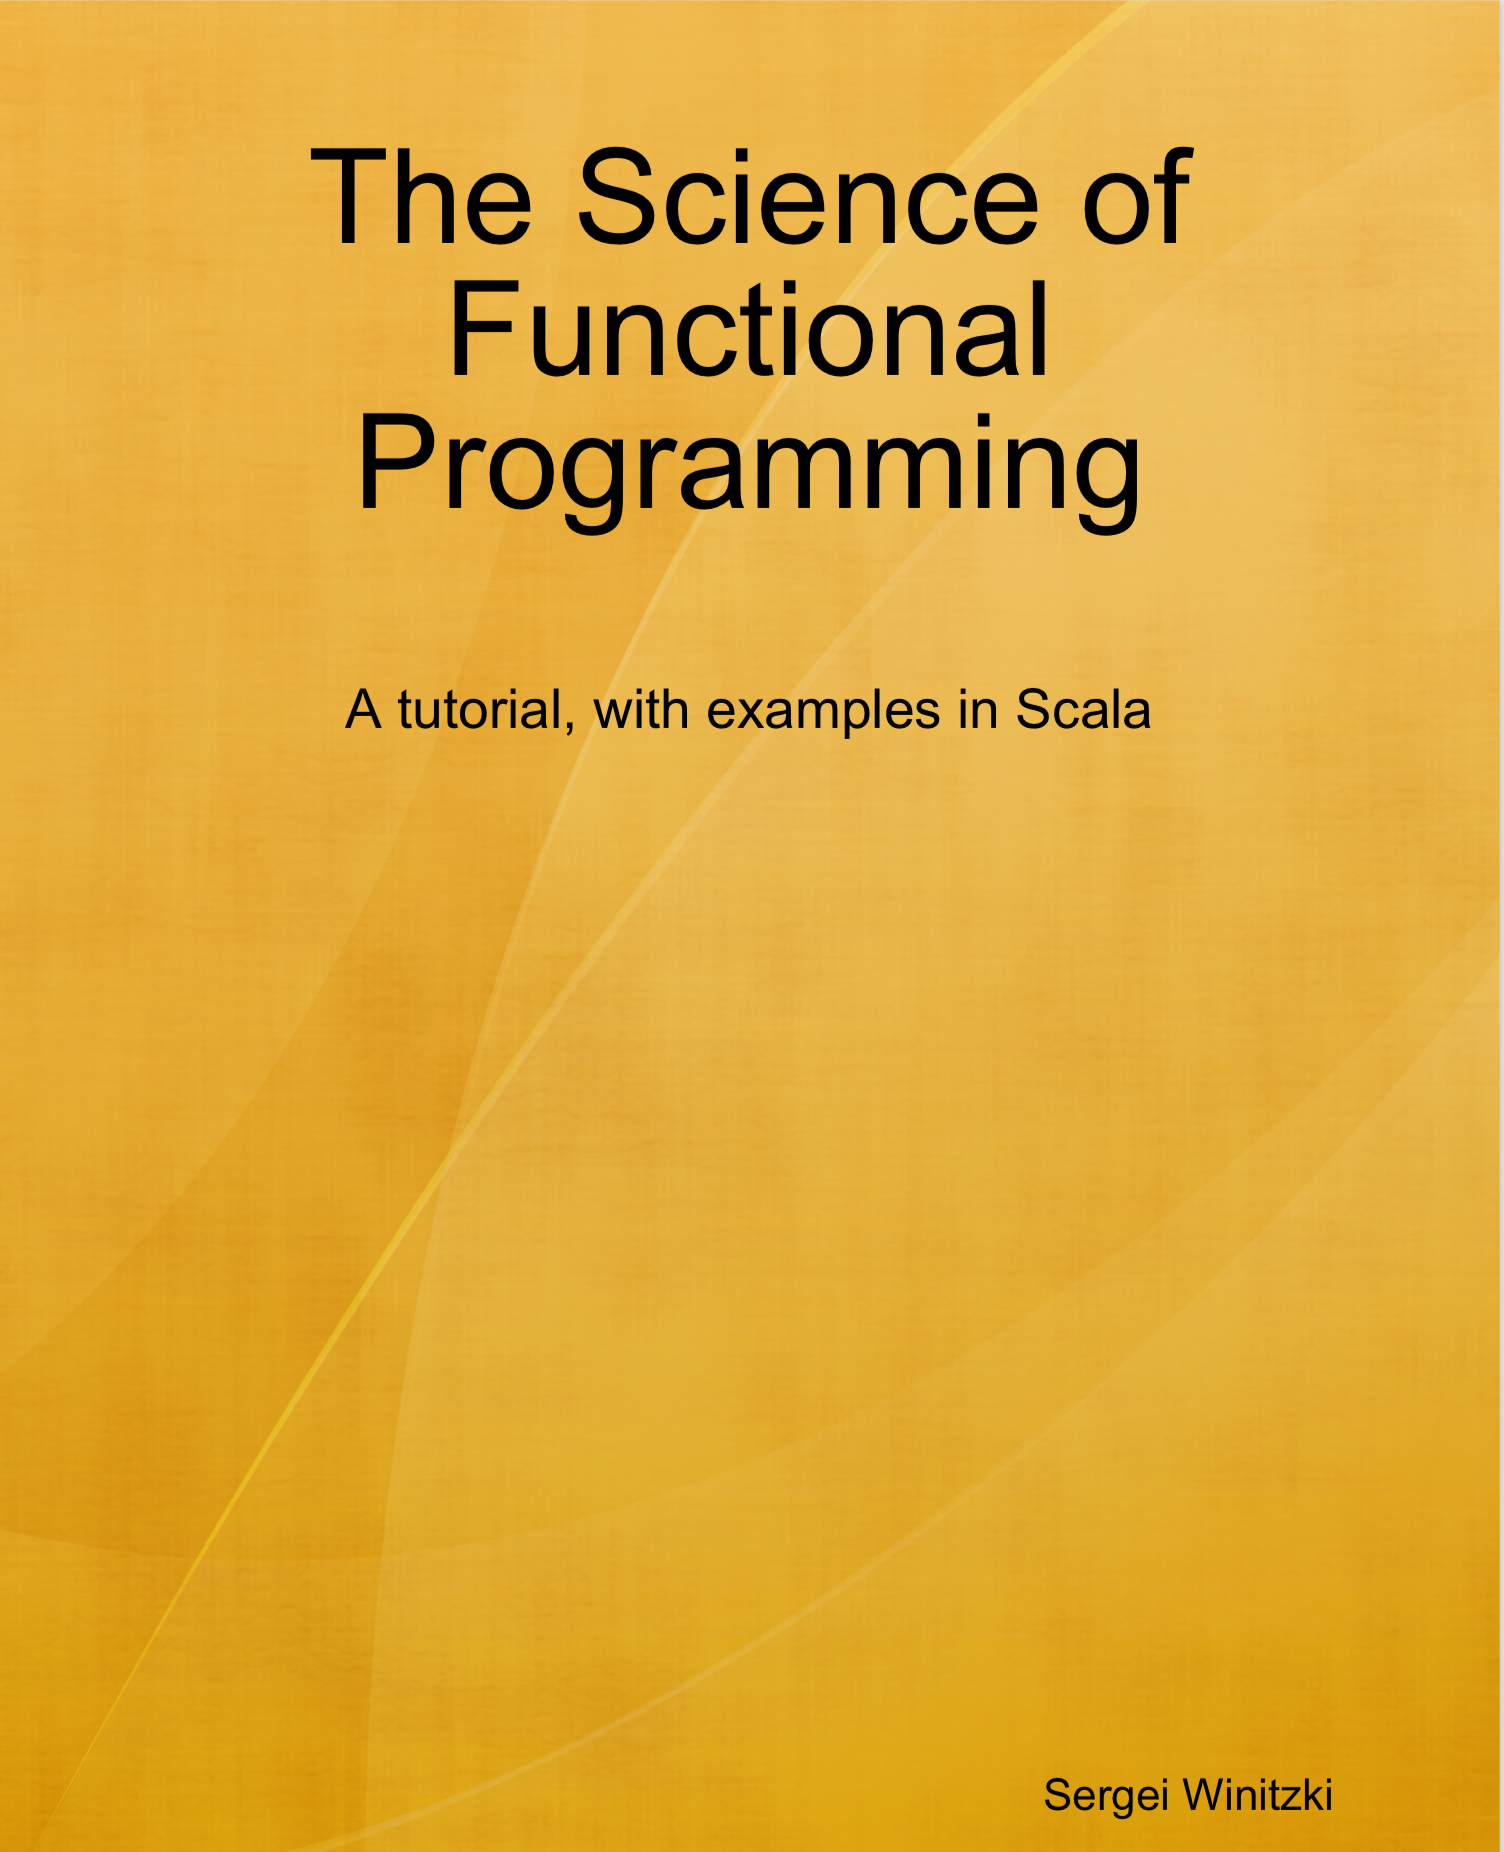 The Science of
Functional
Programming
A tutorial, with examples in Scala
Sergei Winitzki